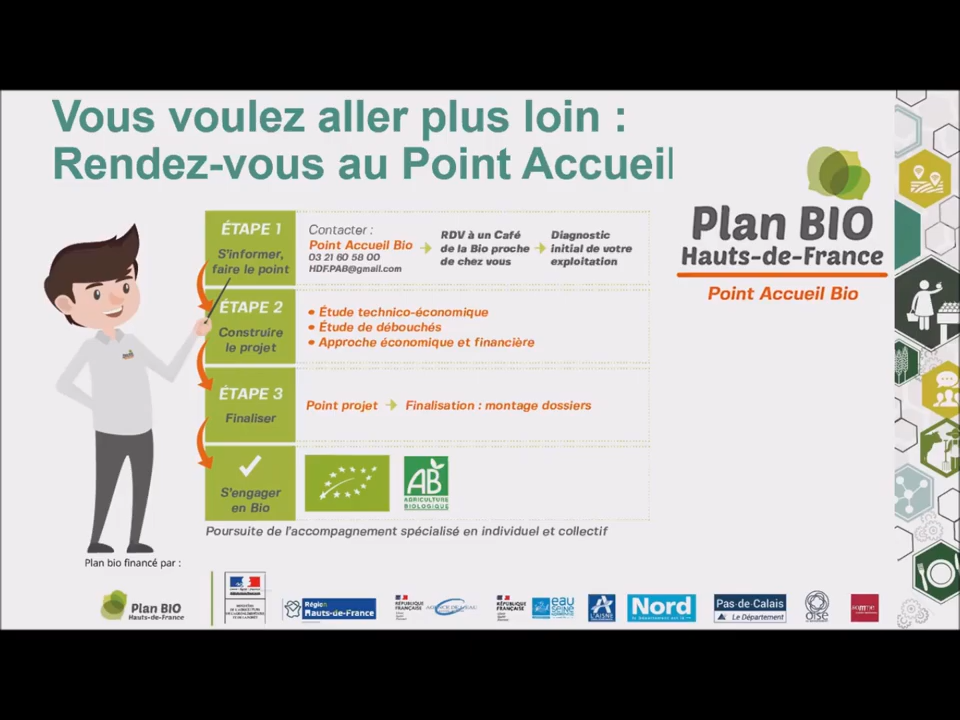 Vous voulez aller plus loin :
Rendez-vous au Point Accueil
Plan BIO
Hauts-de-France
Point Accueil Bio
ÉTAPE 1
S'informer,
faire le point
Contacter :
Point Accueil Bio
03 21 60 58 00
HDF.PAB@gmail.com
RDV à un Café
de la Bio proche
de chez vous
Diagnostic
initial de votre
exploitation
ÉTAPE 2
Construire
le projet
• Étude technico-économique
• Étude de débouchés
• Approche économique et financière
ÉTAPE 3
Finaliser
Point projet
Finalisation : montage dossiers
S'engager
en Bio
AB
AGRICULTURE
BIOLOGIQUE
Poursuite de l'accompagnement spécialisé en individuel et collectif
Plan bio financé par :
Plan BIO
Hauts-de-France
Région
Hauts-de-France
RÉPUBLIQUE
FRANÇAISE
AGENCE DE L'EAU
RÉPUBLIQUE
FRANÇAISE
eau
seine
L'AISNE
Nord
Pas-de-Calais
Le Département
OISE